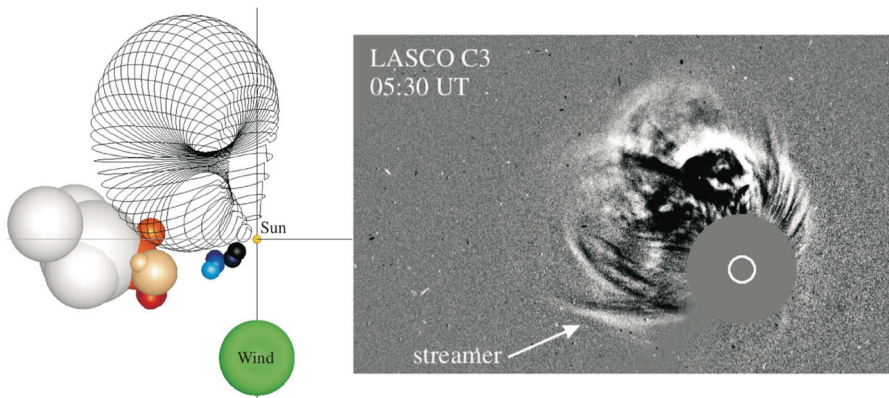 Sun
Wind
LASCO C3
05:30 UT
streamer